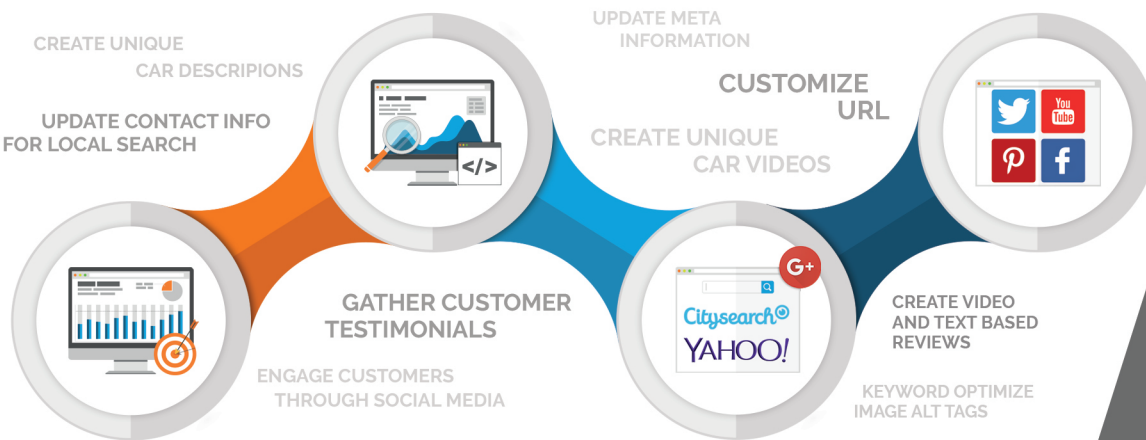 CREATE UNIQUE
CAR DESCRIPIONS
UPDATE CONTACT INFO
FOR LOCAL SEARCH
</>
GATHER CUSTOMER
TESTIMONIALS
ENGAGE CUSTOMERS
THROUGH SOCIAL MEDIA
UPDATE META
INFORMATION
CUSTOMIZE
URL
CREATE UNIQUE
CAR VIDEOS
G+
Citysearch
YAHOO!
You
Tube
p
f
CREATE VIDEO
AND TEXT BASED
REVIEWS
KEYWORD OPTIMIZE
IMAGE ALT TAGS